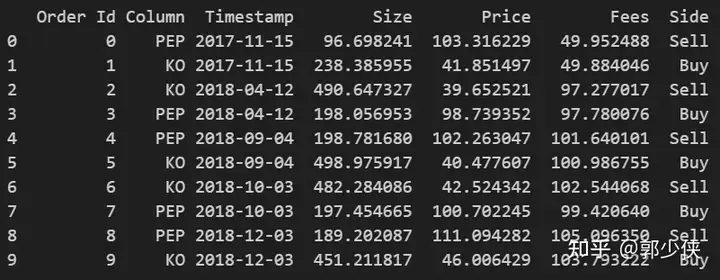 Order Id Column Timestamp Size Price Fees Side
0 0 PEP 2017-11-15 96.698241 103.316229 49.952488 Sell
1 1 KO 2017-11-15 238.385955 41.851497 49.884046 Buy
2 2 KO 2018-04-12 490.647327 39.652521 97.277017 Sell
3 3 PEP 2018-04-12 198.056953 98.739352 97.780076 Buy
4 4 PEP 2018-09-04 198.781680 102.263047 101.640101 Sell
5 5 KO 2018-09-04 498.975917 40.477607 100.986755 Buy
6 6 KO 2018-10-03 482.284086 42.524342 102.544068 Sell
7 7 PEP 2018-10-03 197.454665 100.702245 99.420640 Buy
8 8 PEP 2018-12-03 189.202087 111.094282 105.096350 Sell
9 9 KO 2018-12-03 451.211817 46.006429 103.793222 Buy
知乎 @郭少侠